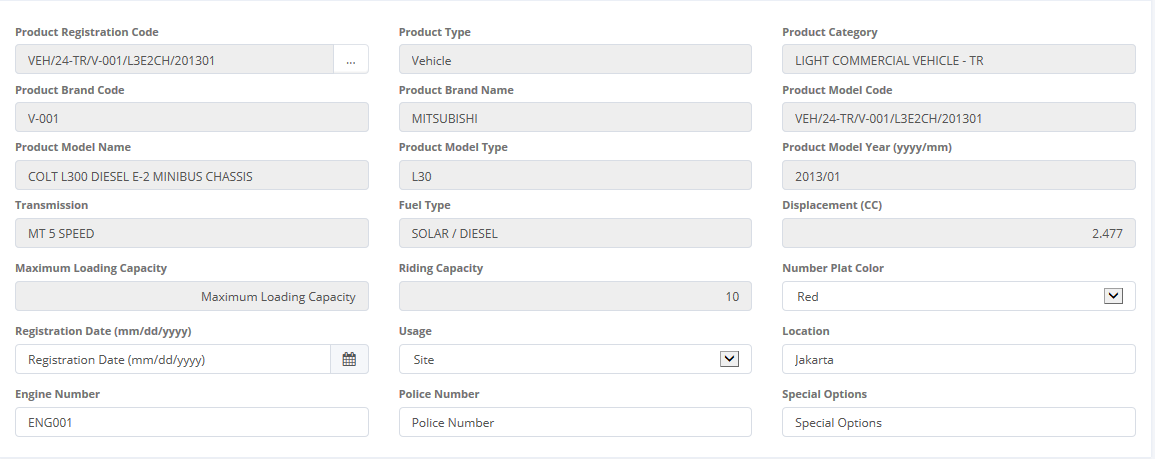 Product Registration Code Product Type Product Category
VEH/24-TR/V-001/L3E2CH/201301 ... Vehicle LIGHT COMMERCIAL VEHICLE - TR
Product Brand Code Product Brand Name Product Model Code
V-001 MITSUBISHI VEH/24-TR/V-001/L3E2CH/201301
Product Model Name Product Model Type Product Model Year (yyyy/mm)
COLT L300 DIESEL E-2 MINIBUS CHASSIS L30 2013/01
Transmission Fuel Type Displacement (CC)
MT 5 SPEED SOLAR / DIESEL 2.477
Maximum Loading Capacity Riding Capacity Number Plat Color
Maximum Loading Capacity 10 Red
Registration Date (mm/dd/yyyy) Usage Location
Registration Date (mm/dd/yyyy) Site Jakarta
Engine Number Police Number Special Options
ENG001 Police Number Special Options